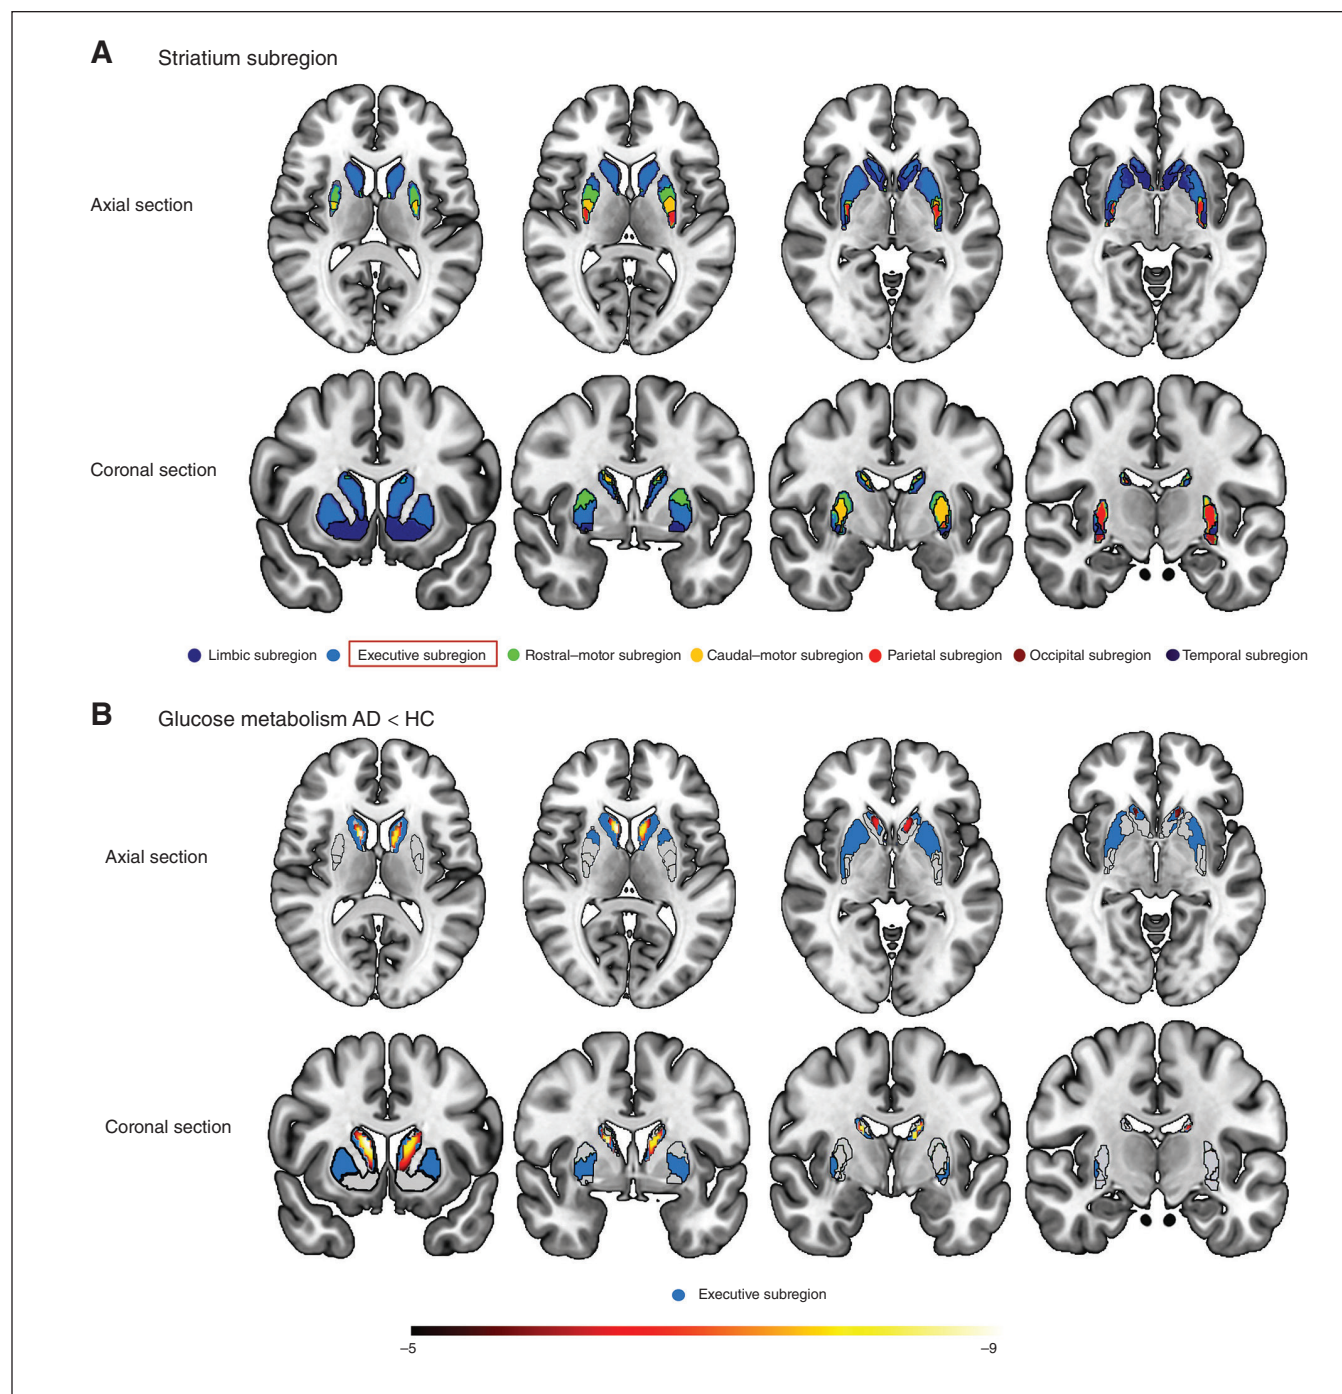 A Striatium subregion
Axial section
Coronal section
Limbic subregion Executive subregion Rostral–motor subregion Caudal–motor subregion Parietal subregion Occipital subregion Temporal subregion
B Glucose metabolism AD < HC
Axial section
Coronal section
Executive subregion
–5 –9